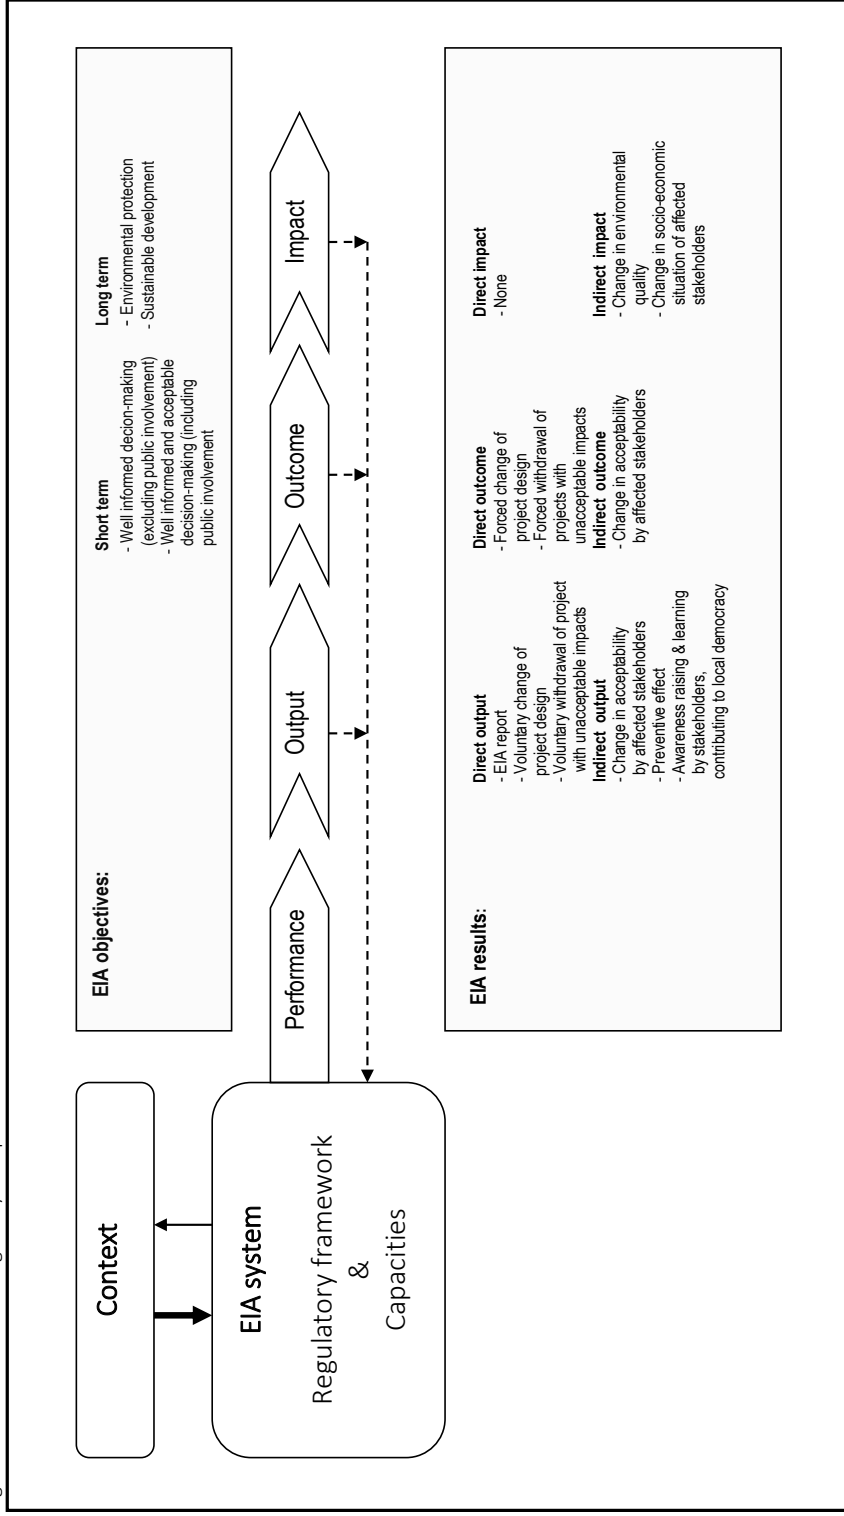 Context
EIA system
Regulatory framework
&
Capacities
EIA objectives:
Short term
- Well informed decion-making
(excluding public involvement)
- Well informed and acceptable
decision-making (including
public involvement
Long term
- Environmental protection
- Sustainable development
Performance
Output
Outcome
Impact
EIA results:
Direct output
- EIA report
- Voluntary change of
project design
- Voluntary withdrawal of project
with unacceptable impacts
Indirect output
- Change in acceptability
by affected stakeholders
- Preventive effect
- Awareness raising & learning
by stakeholders,
contributing to local democracy
Direct outcome
- Forced change of
project design
- Forced withdrawal of
projects with
unacceptable impacts
Indirect outcome
- Change in acceptability
by affected stakeholders
Direct impact
- None
Indirect impact
- Change in environmental
quality
- Change in socio-economic
situation of affected
stakeholders